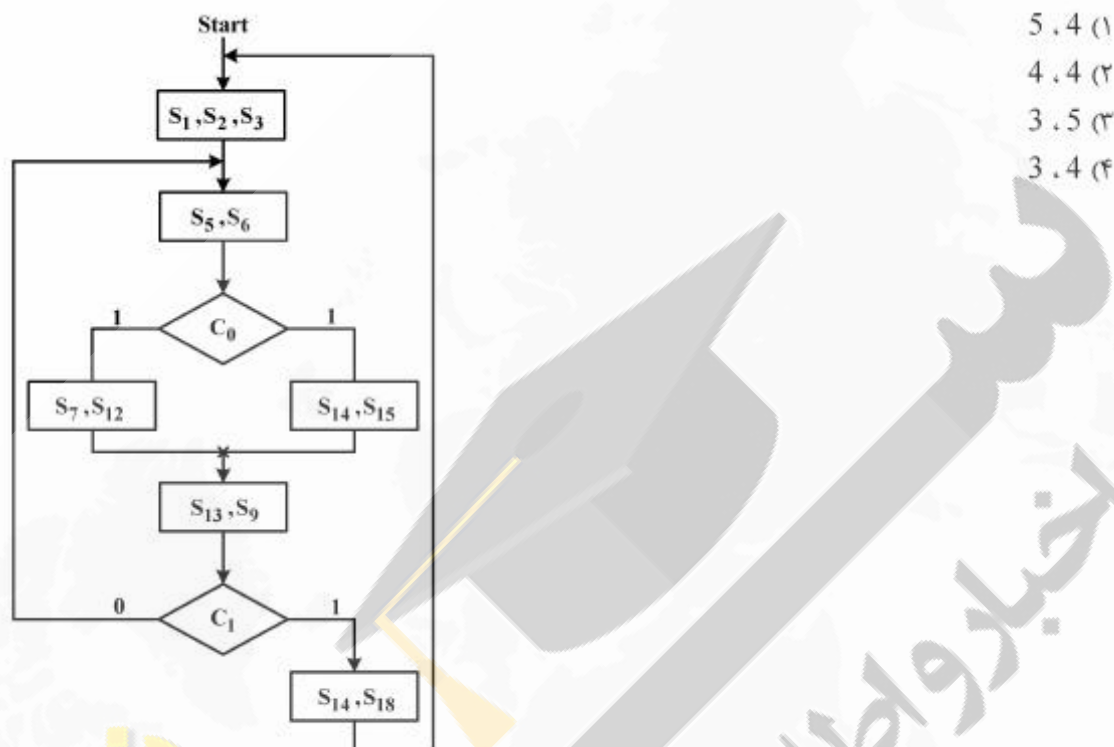 ۱) 5 ، 4
۲) 4 ، 4
۳) 3 ، 5
۴) 3 ، 4
Start
S₁ , S₂ , S₃
S₅ , S₆
1 C₀ 1
S₇ , S₁₂ S₁₄ , S₁₅
S₁₃ , S₉
0 C₁ 1
S₁₄ , S₁₈